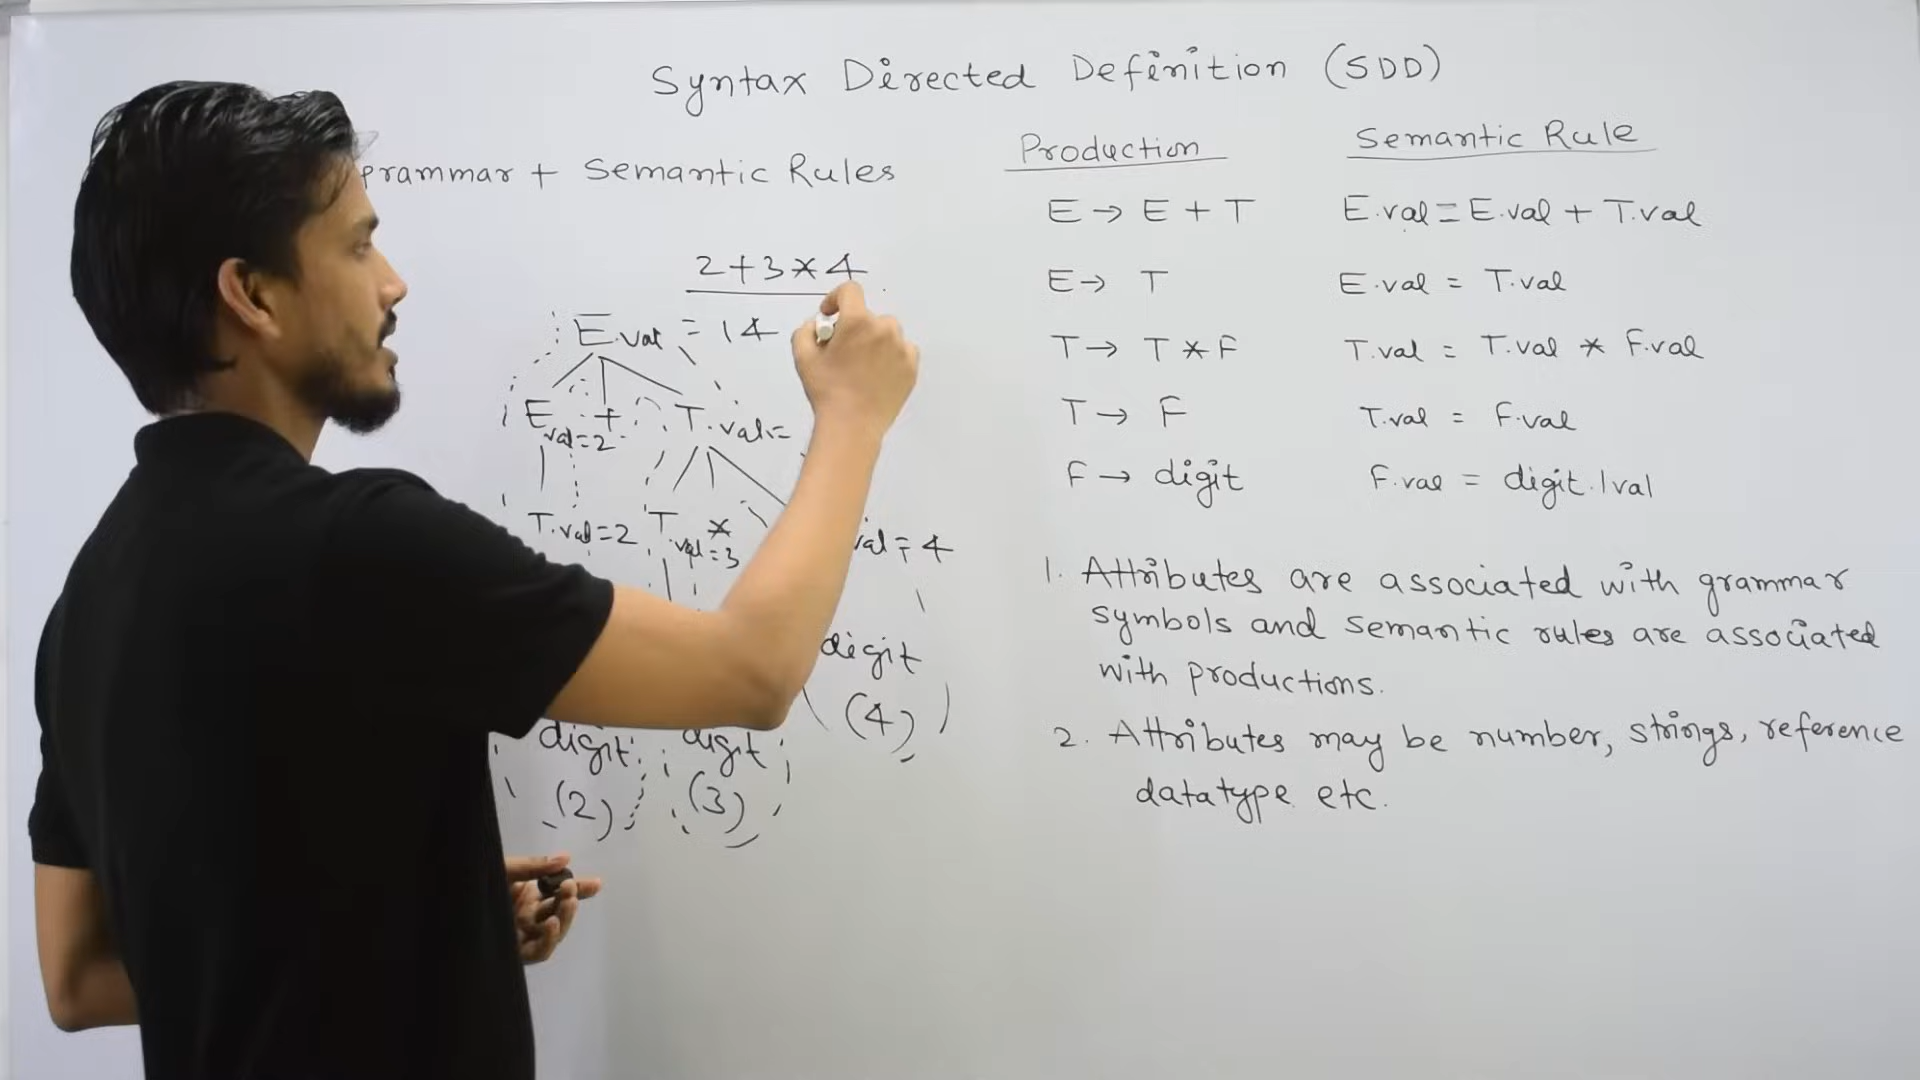 Syntax Directed Definition (SDD)
grammar + Semantic Rules
2+3*4
E.val = 14
E + T.val=
val=2
T.val=2 T * val=4
.val=3
digit
(4)
digit digit
(2) (3)
Production Semantic Rule
E → E + T E.val = E.val + T.val
E → T E.val = T.val
T → T * F T.val = T.val * F.val
T → F T.val = F.val
F → digit F.val = digit.lval
1. Attributes are associated with grammar
symbols and semantic rules are associated
with productions.
2. Attributes may be number, strings, reference
datatype etc.